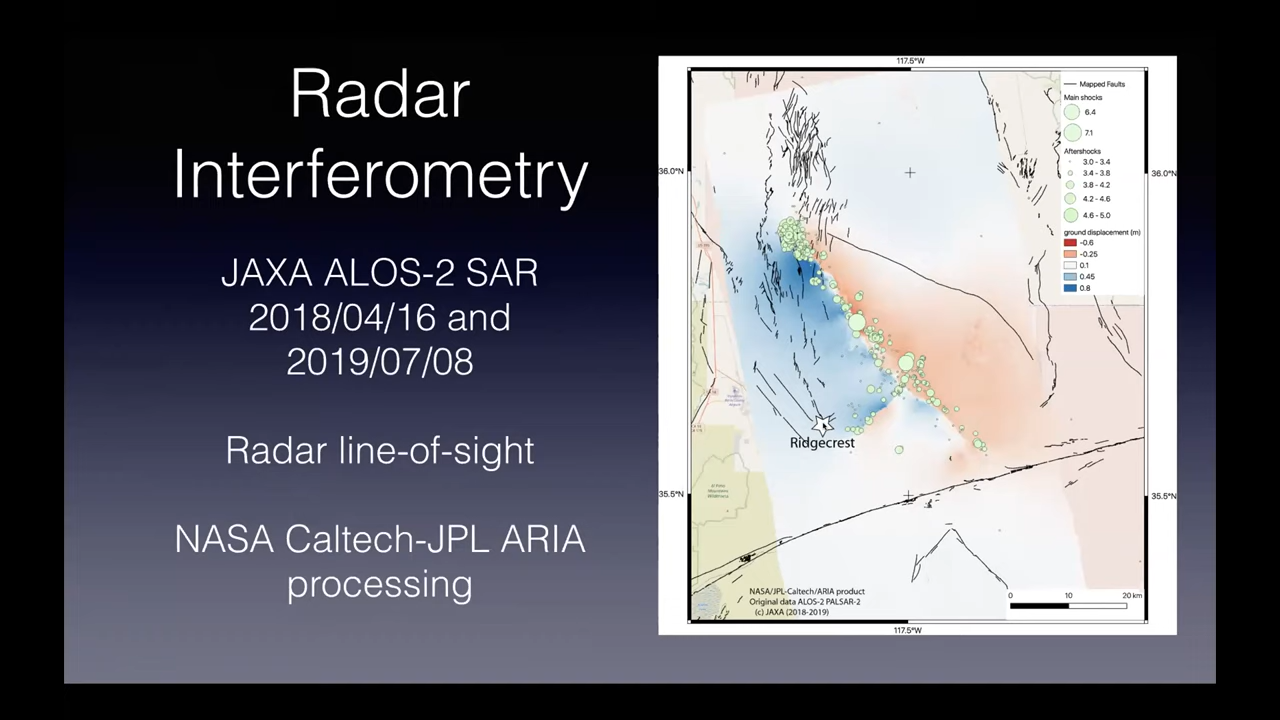 Radar
Interferometry
JAXA ALOS-2 SAR
2018/04/16 and
2019/07/08
Radar line-of-sight
NASA Caltech-JPL ARIA
processing
117.5°W
Mapped Faults
Main shocks
6.4
7.1
Aftershocks
3.0 - 3.4
3.4 - 3.8
3.8 - 4.2
4.2 - 4.6
4.6 - 5.0
ground displacement (m)
-0.6
-0.25
0.1
0.45
0.8
36.0°N
36.0°N
Ridgecrest
35.5°N
35.5°N
NASA/JPL-Caltech/ARIA product
Original data ALOS-2 PALSAR-2
(c) JAXA (2018-2019)
0 10 20 km
117.5°W